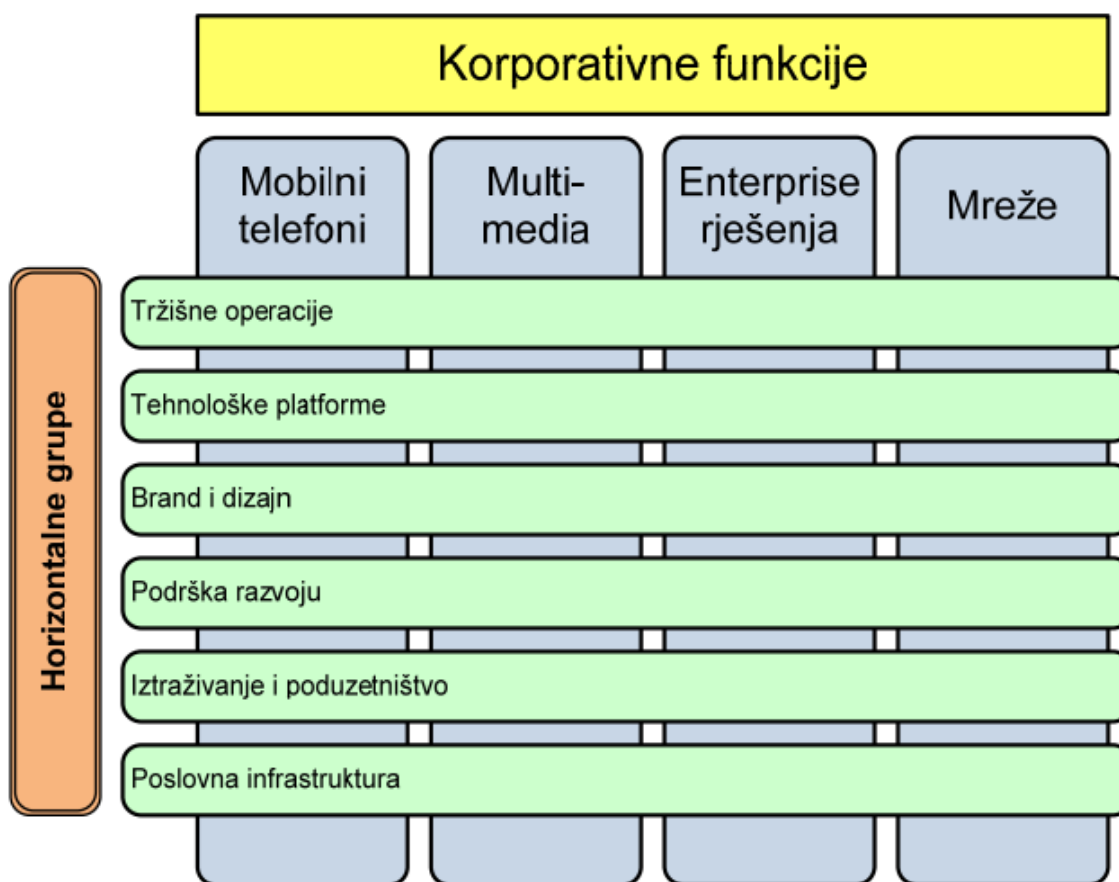 Korporativne funkcije
Mobilni
telefoni
Multi-
media
Enterprise
rješenja
Mreže
Horizontalne grupe
Tržišne operacije
Tehnološke platforme
Brand i dizajn
Podrška razvoju
Iztraživanje i poduzetništvo
Poslovna infrastruktura